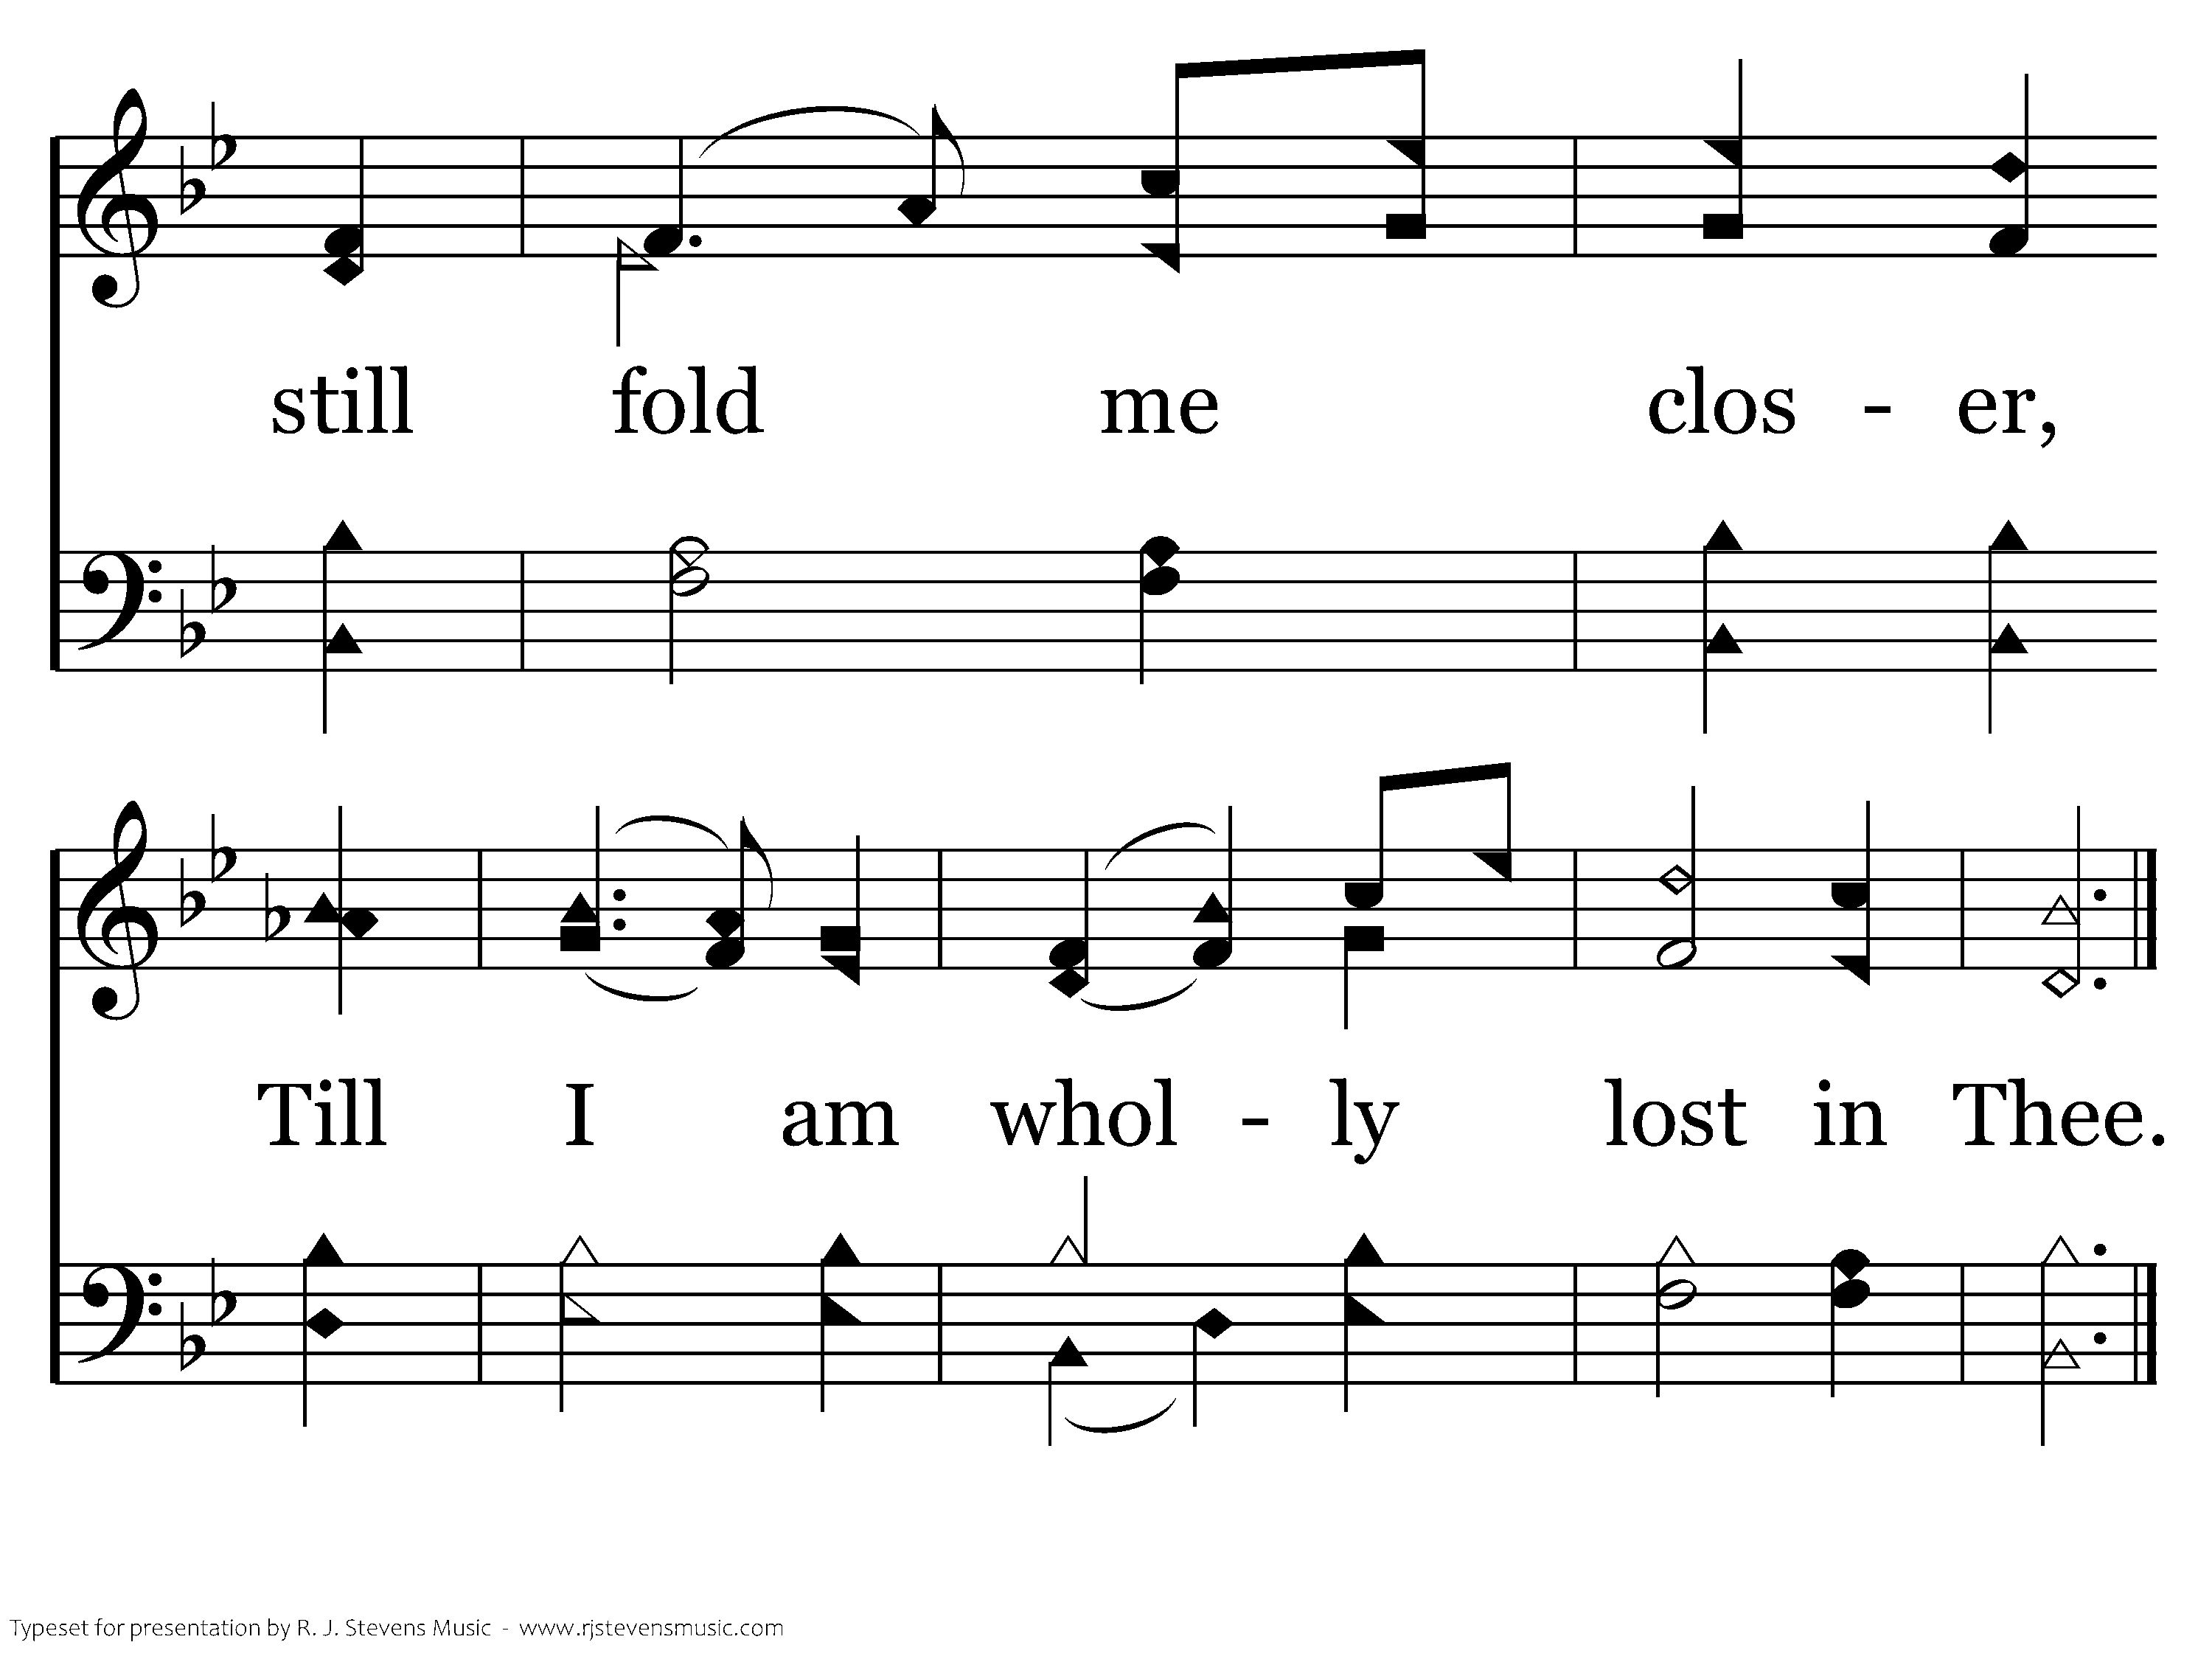 still fold me clos - er,
Till I am whol - ly lost in Thee.
Typeset for presentation by R. J. Stevens Music - www.rjstevensmusic.com